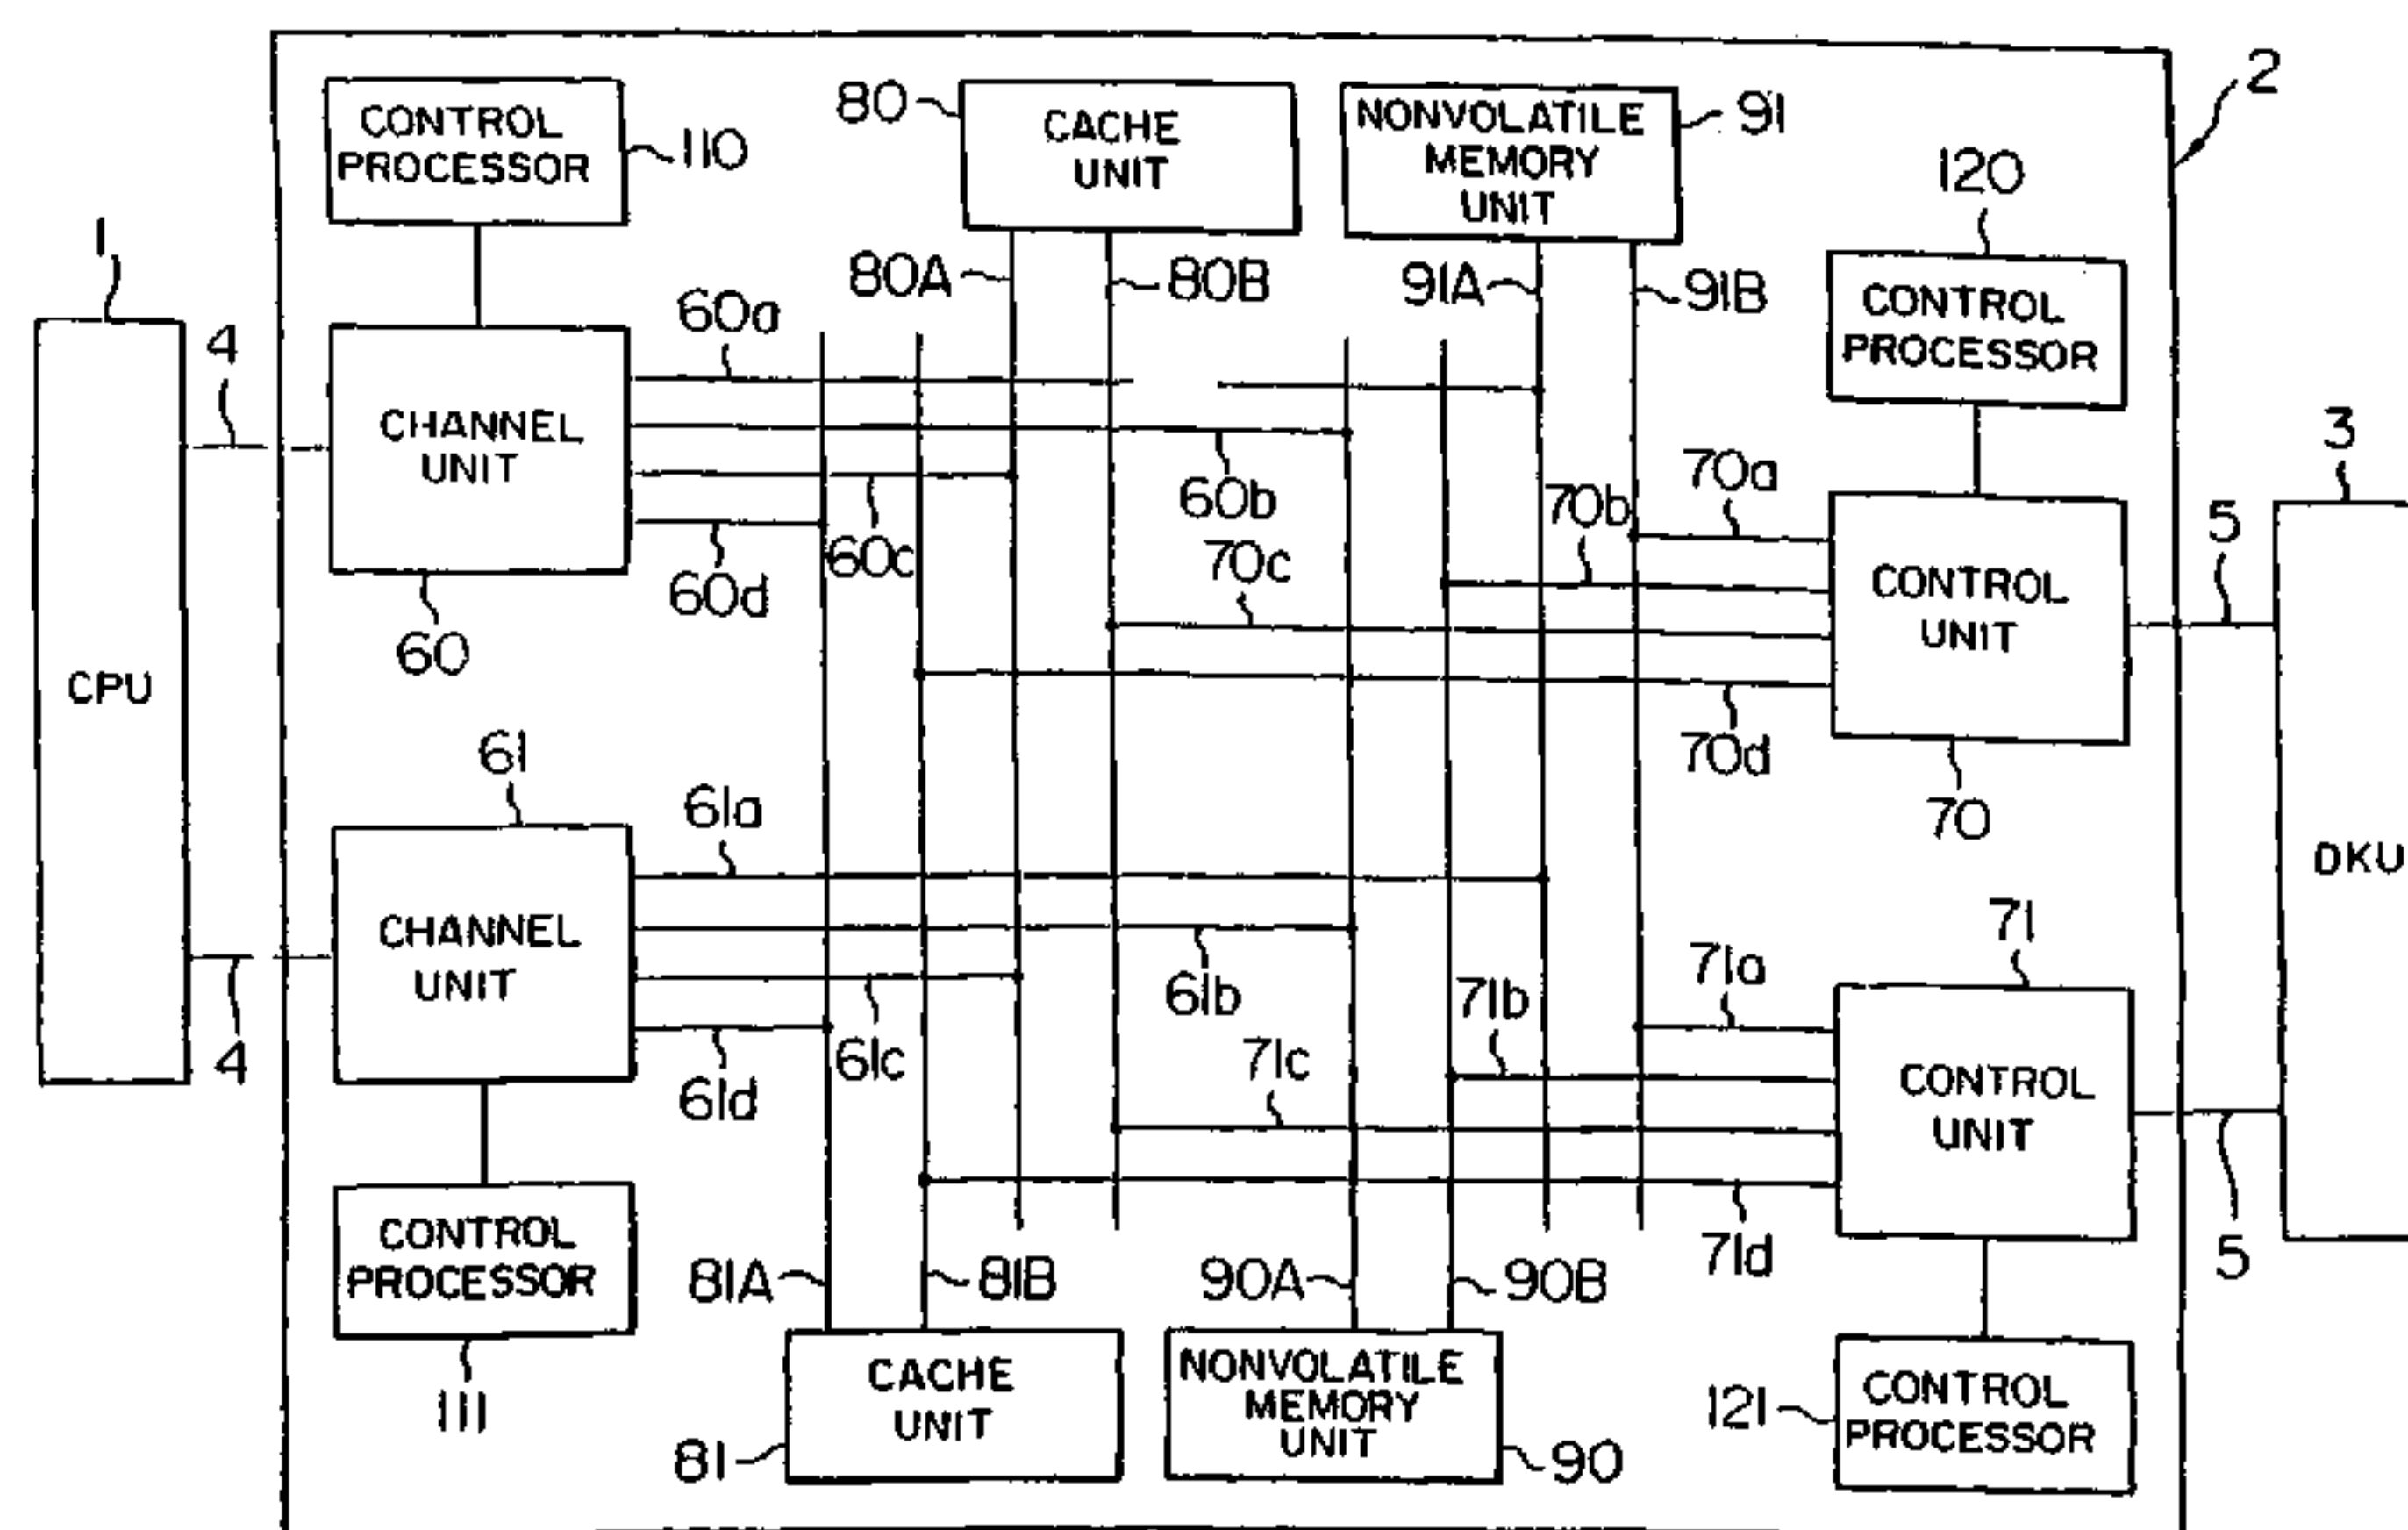 CONTROL
PROCESSOR
110
80
CACHE
UNIT
NONVOLATILE
MEMORY
UNIT
91
2
120
1
80A
80B
91A
91B
CONTROL
PROCESSOR
4
60a
3
CHANNEL
UNIT
60b
70b
70a
5
60c
70c
60d
CONTROL
UNIT
60
CPU
70d
61
61a
70
DKU
CHANNEL
UNIT
71
71a
61b
71b
4
61c
71c
61d
CONTROL
UNIT
CONTROL
PROCESSOR
81A
81B
90A
90B
71d
5
111
CACHE
UNIT
81
NONVOLATILE
MEMORY
UNIT
90
121
CONTROL
PROCESSOR